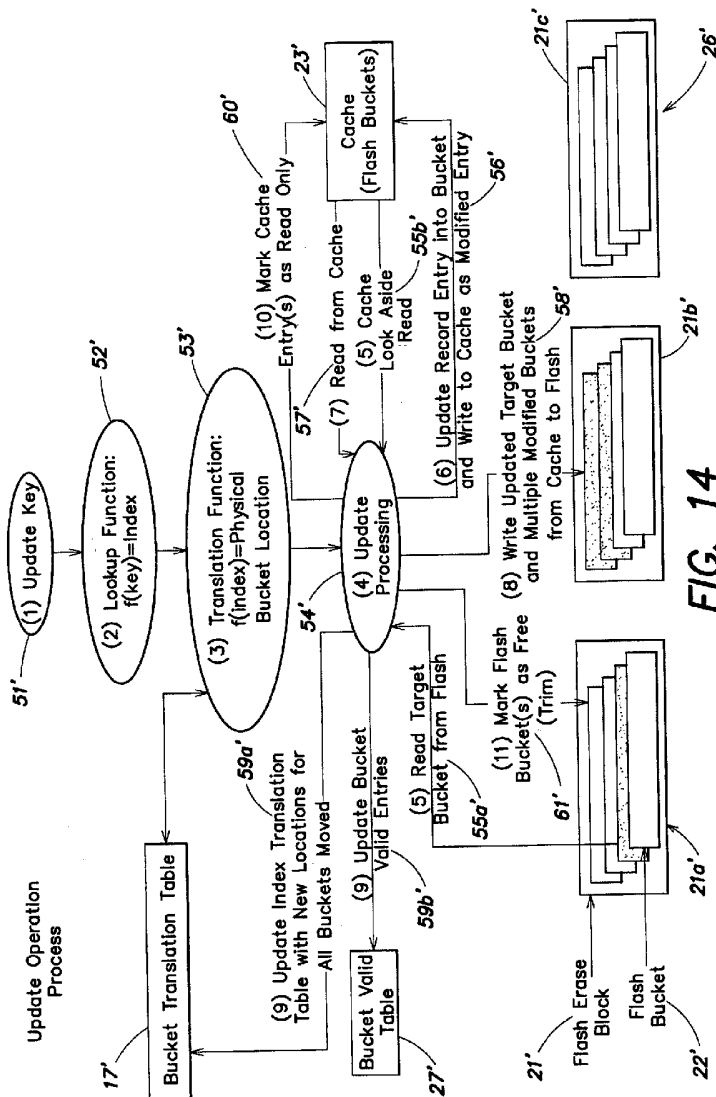 Update Operation
Process
(1) Update Key
51'
(2) Lookup Function:
f(key)=Index
52'
(3) Translation Function:
f(index)=Physical
Bucket Location
53'
Bucket Translation Table
17'
(4) Update
Processing
54'
(9) Update Index Translation
Table with New Locations for
All Buckets Moved
59a'
(9) Update Bucket
Valid Entries
59b'
Bucket Valid
Table
27'
(10) Mark Cache
Entry(s) as Read Only
60'
Cache
(Flash Buckets)
23'
(7) Read from Cache
57'
(5) Cache
Look Aside
Read
55b'
(6) Update Record Entry into Bucket
and Write to Cache as Modified Entry
56'
(5) Read Target
Bucket from Flash
55a'
(11) Mark Flash
Bucket(s) as Free
(Trim)
61'
(8) Write Updated Target Bucket
and Multiple Modified Buckets
from Cache to Flash
58'
Flash Erase
Block
21'
Flash
Bucket
22'
21a'
21b'
21c'
26'
FIG. 14